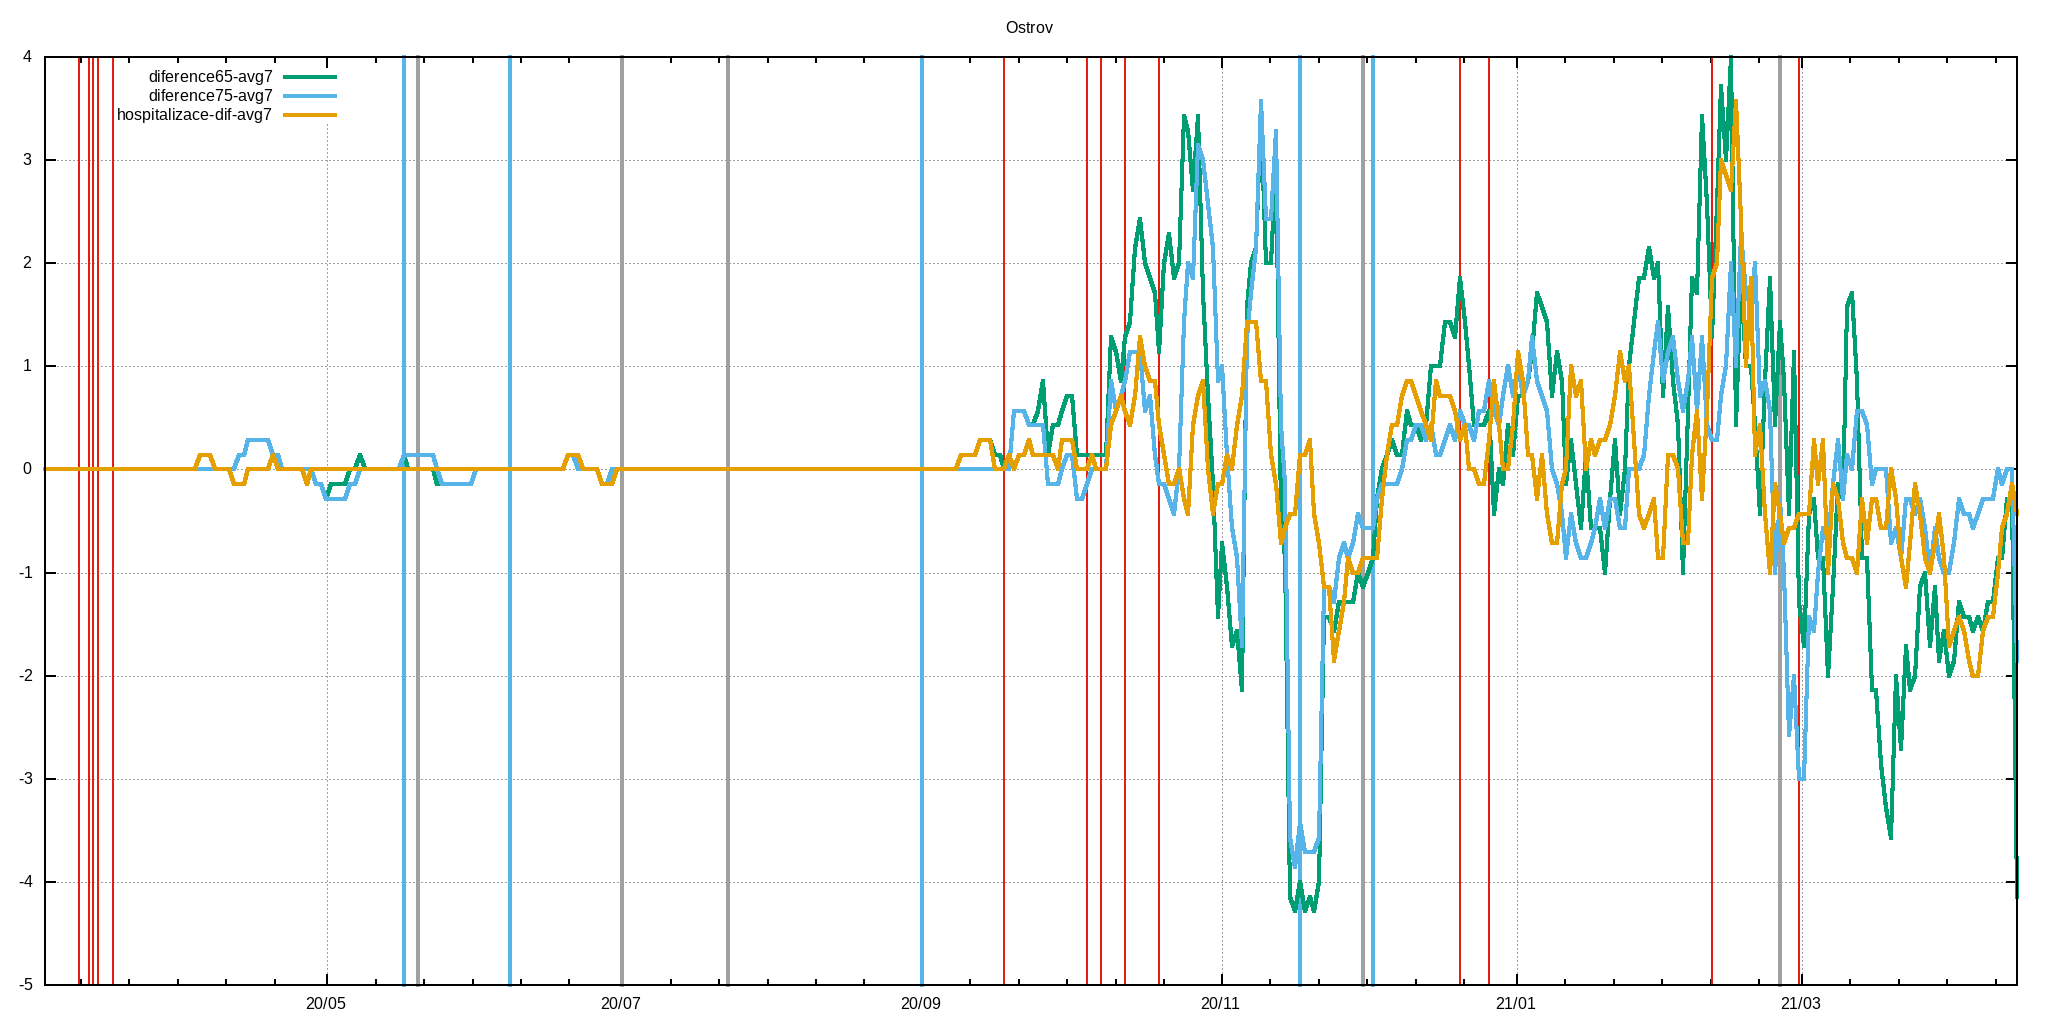 Ostrov
4
diference65-avg7
diference75-avg7
hospitalizace-dif-avg7
3
2
1
0
-1
-2
-3
-4
-5
20/05 20/07 20/09 20/11 21/01 21/03